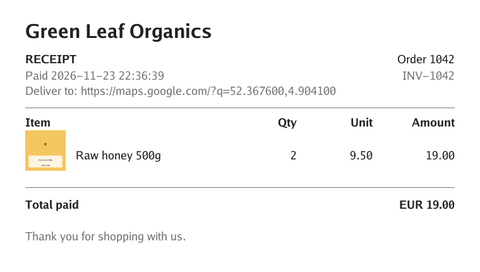 Green Leaf Organics
RECEIPT Order 1042
Paid 2026-11-23 22:36:39 INV-1042
Deliver to: https://maps.google.com/?q=52.367600,4.904100
Item Qty Unit Amount
Raw honey 500g 2 9.50 19.00
Total paid EUR 19.00
Thank you for shopping with us.